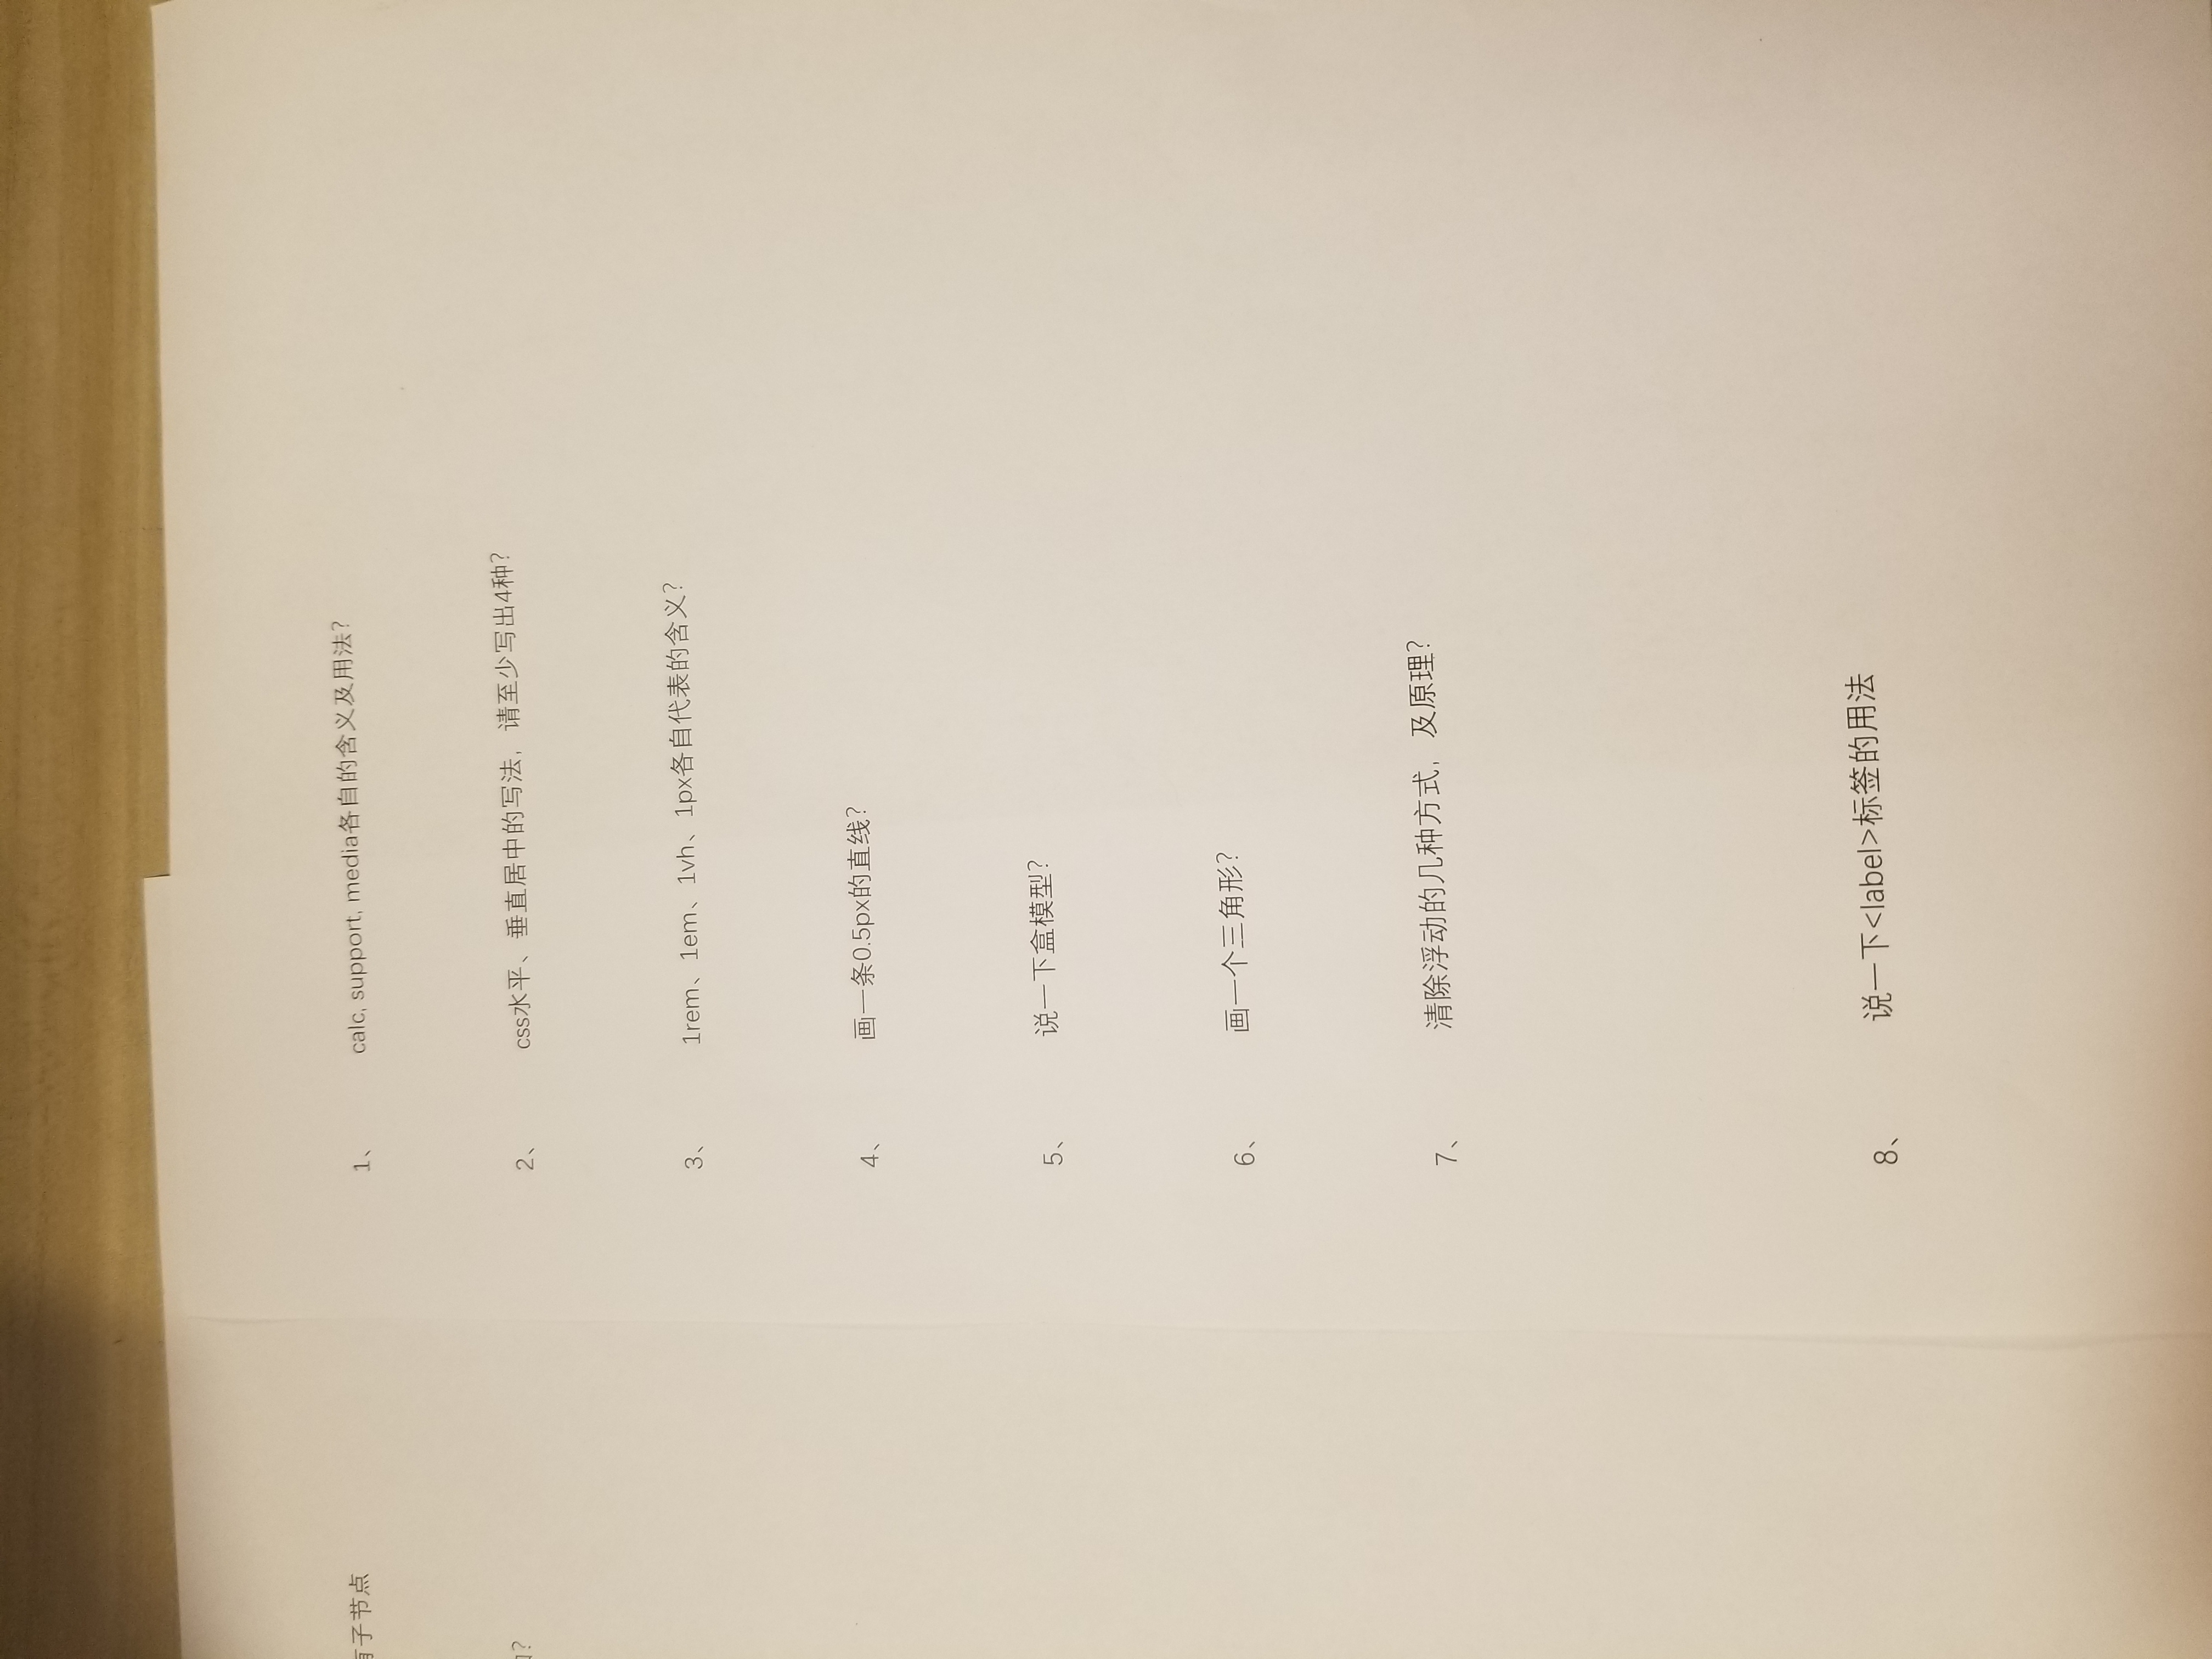 有子节点
?
1、 calc, support, media各自的含义及用法?
2、 css水平、垂直居中的写法，请至少写出4种?
3、 1rem、1em、1vh、1px各自代表的含义?
4、 画一条0.5px的直线?
5、 说一下盒模型?
6、 画一个三角形?
7、 清除浮动的几种方式，及原理?
8、 说一下<label>标签的用法